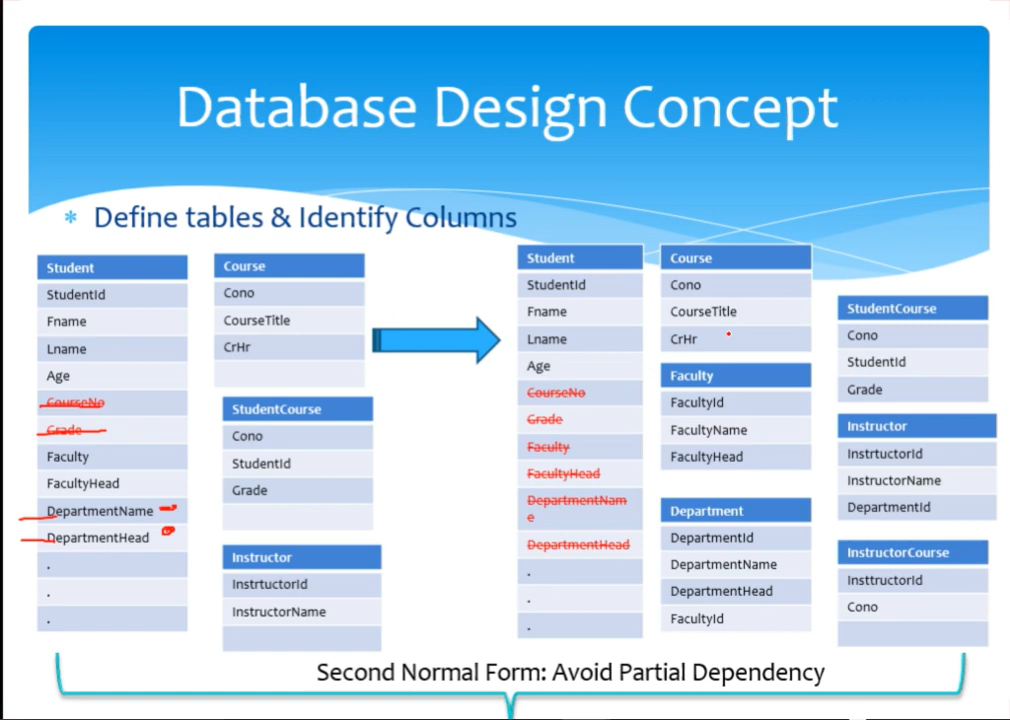 Database Design Concept
* Define tables & Identify Columns
Student
StudentId
Fname
Lname
Age
CourseNo
Grade
Faculty
FacultyHead
DepartmentName
DepartmentHead
.
.
.
Course
Cono
CourseTitle
CrHr
StudentCourse
Cono
StudentId
Grade
Instructor
InstrtuctorId
InstructorName
Student
StudentId
Fname
Lname
Age
CourseNo
Grade
Faculty
FacultyHead
DepartmentNam
e
DepartmentHead
.
.
.
Course
Cono
CourseTitle
CrHr
Faculty
FacultyId
FacultyName
FacultyHead
Department
DepartmentId
DepartmentName
DepartmentHead
FacultyId
StudentCourse
Cono
StudentId
Grade
Instructor
InstrtuctorId
InstructorName
DepartmentId
InstructorCourse
InsttructorId
Cono
Second Normal Form: Avoid Partial Dependency